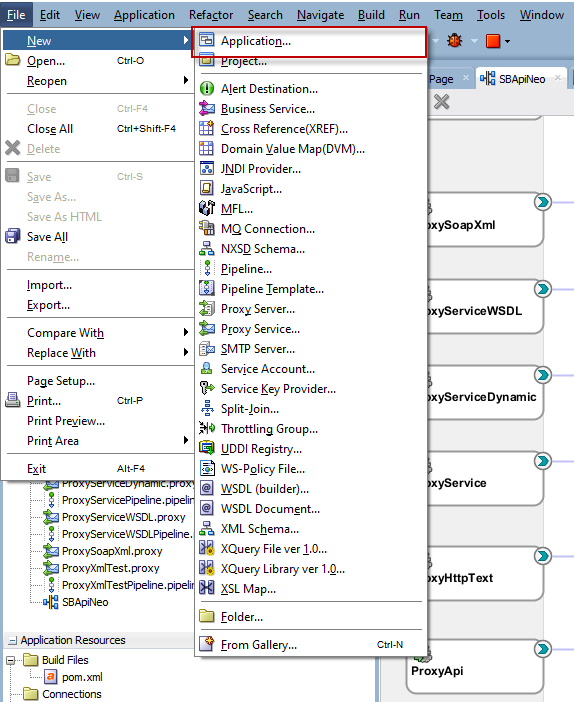 File Edit View Application Refactor Search Navigate Build Run Team Tools Window
New
Open... Ctrl-O
Reopen
Close Ctrl-F4
Close All Ctrl+Shift-F4
Delete
Save Ctrl-S
Save As...
Save As HTML
Save All
Rename...
Import...
Export...
Compare With
Replace With
Page Setup...
Print... Ctrl-P
Print Preview...
Print Area
Exit Alt-F4
Application...
Project...
Alert Destination...
Business Service...
Cross Reference(XREF)...
Domain Value Map(DVM)...
JNDI Provider...
JavaScript...
MFL...
MQ Connection...
NXSD Schema...
Pipeline...
Pipeline Template...
Proxy Server...
Proxy Service...
SMTP Server...
Service Account...
Service Key Provider...
Split-Join...
Throttling Group...
UDDI Registry...
WS-Policy File...
WSDL (builder)...
WSDL Document...
XML Schema...
XQuery File ver 1.0...
XQuery Library ver 1.0...
XSL Map...
Folder...
From Gallery... Ctrl-N
Page SBApiNeo
oxySoapXml
oxyServiceWSDL
oxyServiceDynamic
oxyService
oxyHttpText
ProxyApi
ProxyServiceDynamic.proxy
ProxyServicePipeline.pipelin
ProxyServiceWSDL.proxy
ProxyServiceWSDLPipeline.
ProxySoapXml.proxy
ProxyXmlTest.proxy
ProxyXmlTestPipeline.pipelin
SBApiNeo
Application Resources
Build Files
pom.xml
Connections